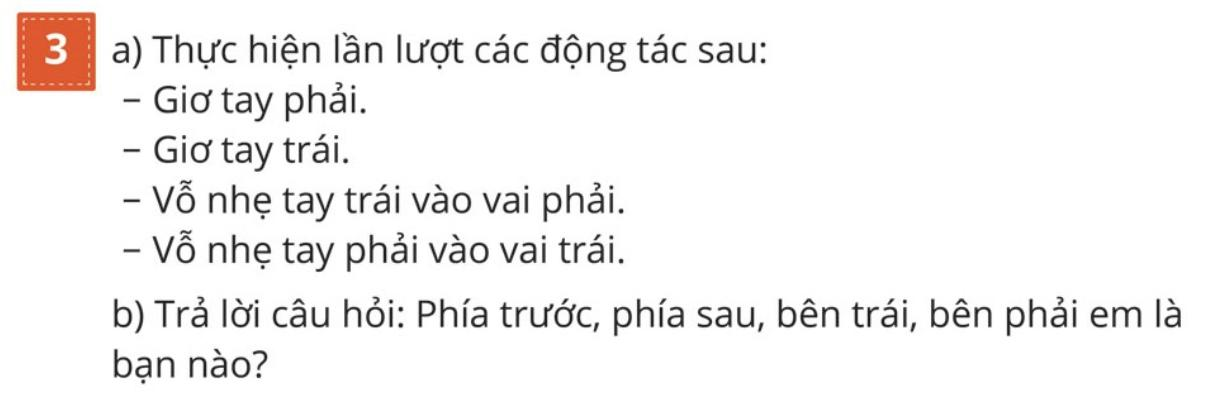 3 a) Thực hiện lần lượt các động tác sau:
– Giơ tay phải.
– Giơ tay trái.
– Vỗ nhẹ tay trái vào vai phải.
– Vỗ nhẹ tay phải vào vai trái.
b) Trả lời câu hỏi: Phía trước, phía sau, bên trái, bên phải em là
bạn nào?